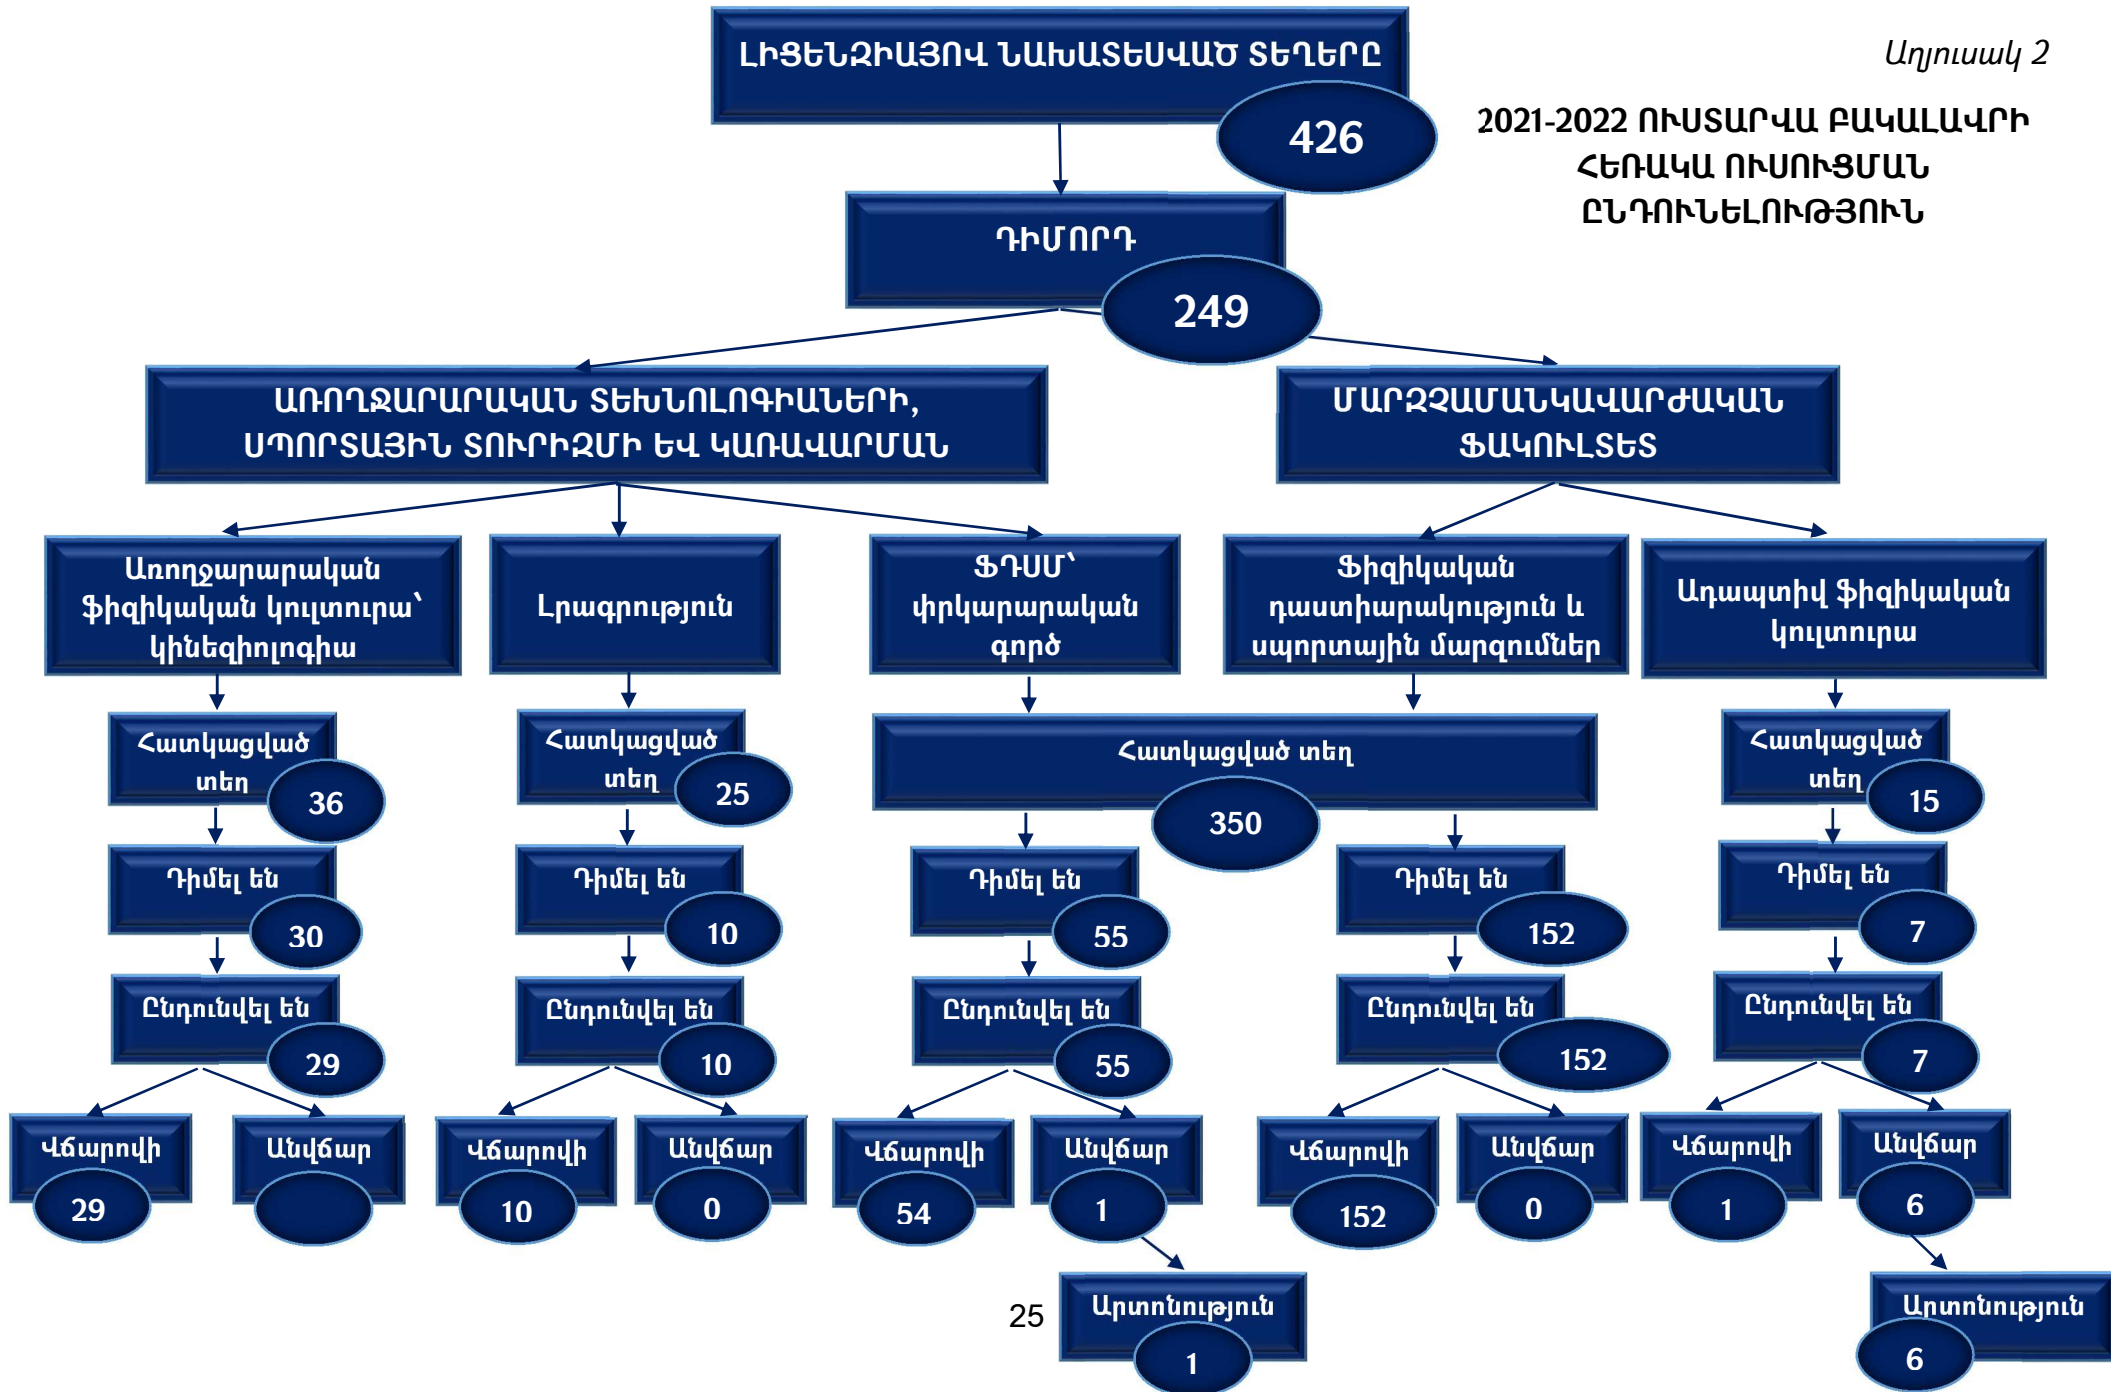 ԼԻՑԵՆԶԻԱՅՈՎ ՆԱԽԱՏԵՍՎԱԾ ՏԵՂԵՐԸ
426
Աղյուսակ 2
2021-2022 ՈՒՍՏԱՐՎԱ ԲԱԿԱԼԱՎՐԻ
ՀԵՌԱԿԱ ՈՒՍՈՒՑՄԱՆ
ԸՆԴՈՒՆԵԼՈՒԹՅՈՒՆ
ԴԻՄՈՐԴ
249
ԱՌՈՂՋԱՐԱՐԱԿԱՆ ՏԵԽՆՈԼՈԳԻԱՆԵՐԻ,
ՍՊՈՐՏԱՅԻՆ ՏՈՒՐԻԶՄԻ ԵՎ ԿԱՌԱՎԱՐՄԱՆ
ՄԱՐԶՉԱՄԱՆԿԱՎԱՐԺԱԿԱՆ
ՖԱԿՈՒԼՏԵՏ
Առողջարարական
ֆիզիկական կուլտուրա՝
կինեզիոլոգիա
Լրագրություն
ՖԴՍՄ՝
փրկարարական
գործ
Ֆիզիկական
դաստիարակություն և
սպորտային մարզումներ
Ադապտիվ ֆիզիկական
կուլտուրա
Հատկացված
տեղ
36
Հատկացված
տեղ
25
Հատկացված տեղ
350
Հատկացված
տեղ
15
Դիմել են
30
Դիմել են
10
Դիմել են
55
Դիմել են
152
Դիմել են
7
Ընդունվել են
29
Ընդունվել են
10
Ընդունվել են
55
Ընդունվել են
152
Ընդունվել են
7
Վճարովի
29
Անվճար
Վճարովի
10
Անվճար
0
Վճարովի
54
Անվճար
1
Վճարովի
152
Անվճար
0
Վճարովի
1
Անվճար
6
25
Արտոնություն
1
Արտոնություն
6